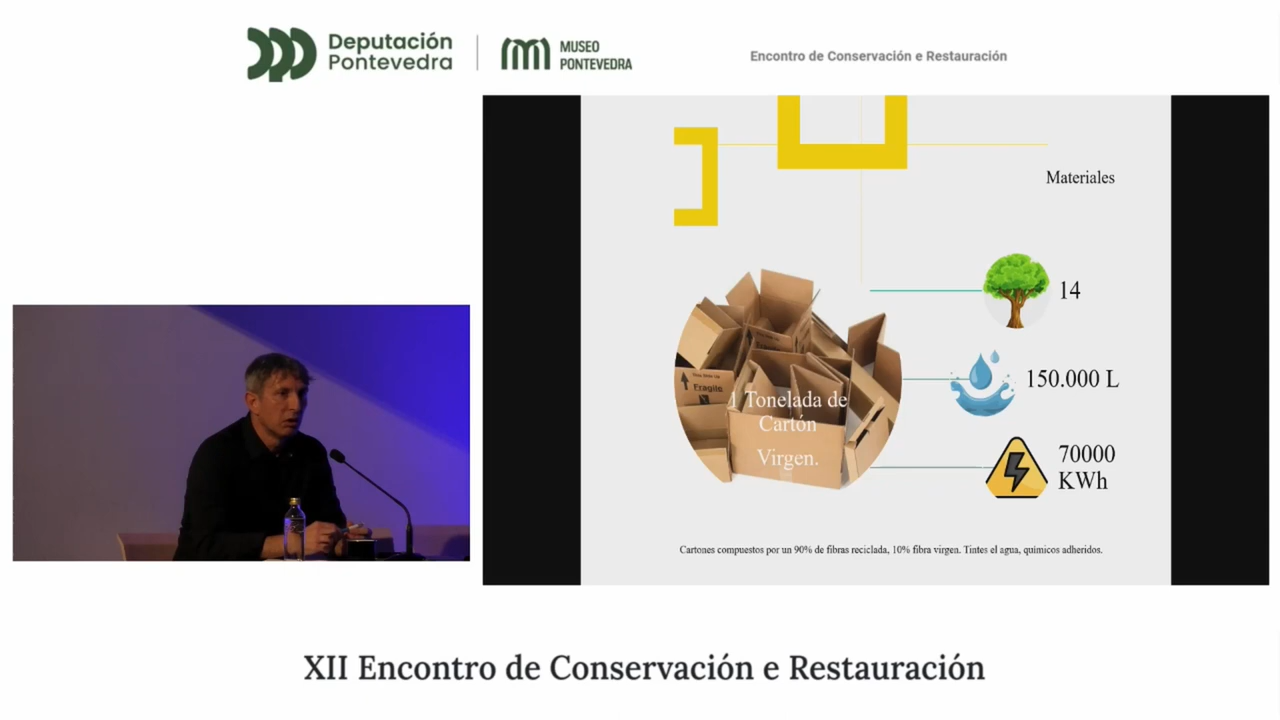 Deputación
Pontevedra
MUSEO
PONTEVEDRA
Encontro de Conservación e Restauración
Materiales
14
150.000 L
70000
KWh
Fragile
1 Tonelada de
Cartón
Virgen.
Cartones compuestos por un 90% de fibras reciclada, 10% fibra virgen. Tintes el agua, quimicos adheridos.
XII Encontro de Conservación e Restauración